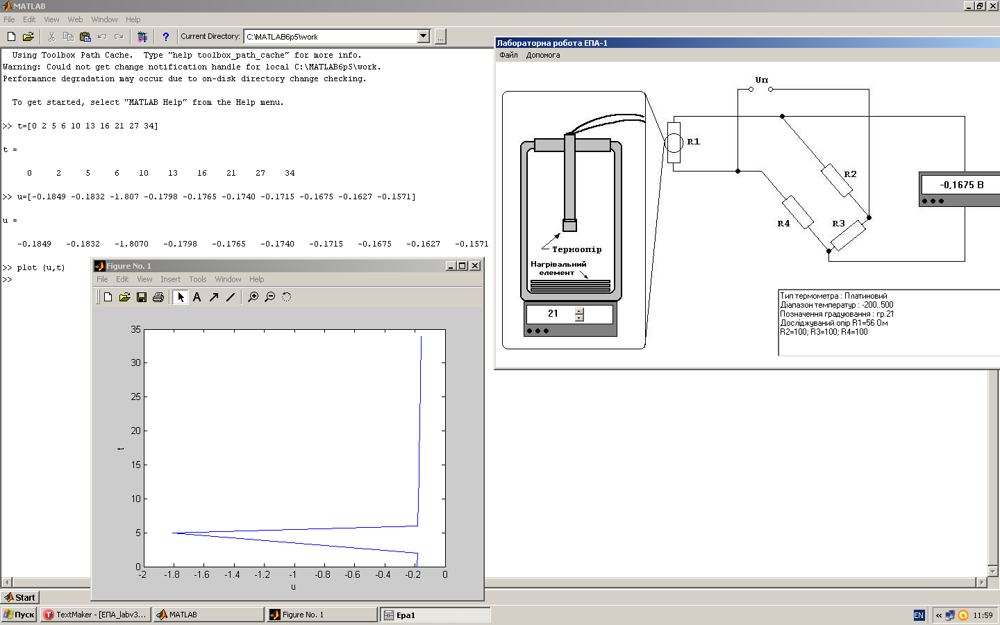 MATLAB
File Edit View Web Window Help
Current Directory: C:\MATLAB6p5\work ...
Using Toolbox Path Cache. Type "help toolbox_path_cache" for more info.
Warning: Could not get change notification handle for local C:\MATLAB6p5\work.
Performance degradation may occur due to on-disk directory change checking.
To get started, select "MATLAB Help" from the Help menu.
>> t=[0 2 5 6 10 13 16 21 27 34]
t =
0 2 5 6 10 13 16 21 27 34
>> u=[-0.1849 -0.1832 -1.807 -0.1798 -0.1765 -0.1740 -0.1715 -0.1675 -0.1627 -0.1571]
u =
-0.1849 -0.1832 -1.8070 -0.1798 -0.1765 -0.1740 -0.1715 -0.1675 -0.1627 -0.1571
>> plot (u,t)
>>
Figure No. 1
File Edit View Insert Tools Window Help
A
35
30
25
20
15
10
5
0
t
-2 -1.8 -1.6 -1.4 -1.2 -1 -0.8 -0.6 -0.4 -0.2 0
u
Лабораторна робота ЕПА-1
Файл Допомога
Uп
R1
R2
R3
R4
-0,1675 В
Термоопір
Нагрівальний
елемент
21
Тип термометра : Платиновий
Діапазон температур : -200..500
Позначення градуювання : гр.21
Досліджуваний опір R1=56 Ом
R2=100; R3=100; R4=100
Start
Пуск TextMaker - [ЕПА_labv3... MATLAB Figure No. 1 Epa1 EN « 11:59